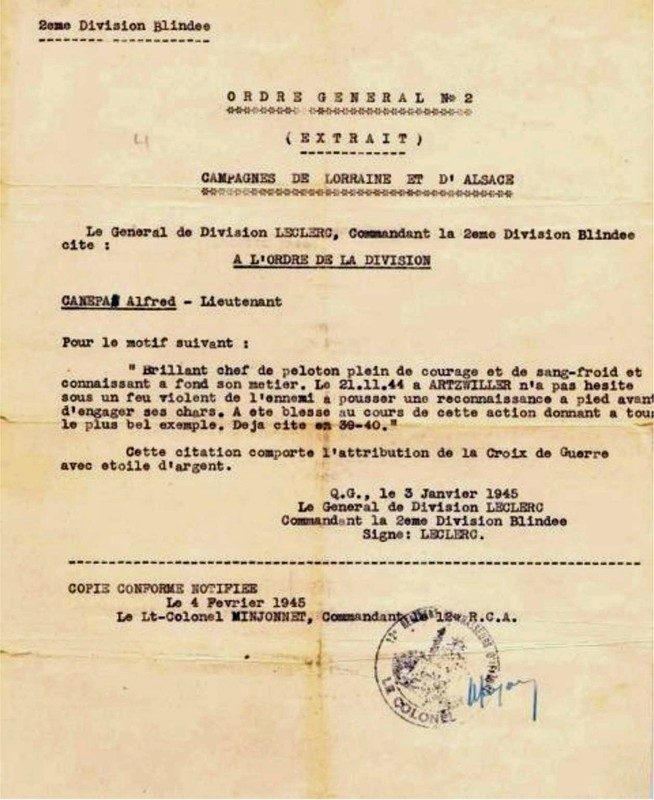 2eme Division Blindee
ORDRE GENERAL N° 2
( EXTRAIT )
CAMPAGNES DE LORRAINE ET D' ALSACE
Le General de Division LECLERC, Commandant la 2eme Division Blindee
cite :
A L'ORDRE DE LA DIVISION
CANEPA Alfred - Lieutenant
Pour le motif suivant :
" Brillant chef de peloton plein de courage et de sang-froid et
connaissant a fond son metier. Le 21.11.44 a ARTZWILLER n'a pas hesite
sous un feu violent de l'ennemi a pousser une reconnaissance a pied avant
d'engager ses chars. A ete blesse au cours de cette action donnant a tous
le plus bel exemple. Deja cite en 39-40."
Cette citation comporte l'attribution de la Croix de Guerre
avec etoile d'argent.
Q.G., le 3 Janvier 1945
Le General de Division LECLERC
Commandant la 2eme Division Blindee
Signe: LECLERC.
COPIE CONFORME NOTIFIEE
Le 4 Fevrier 1945
Le Lt-Colonel MINJONNET, Commandant le 12e R.C.A.
LE COLONEL